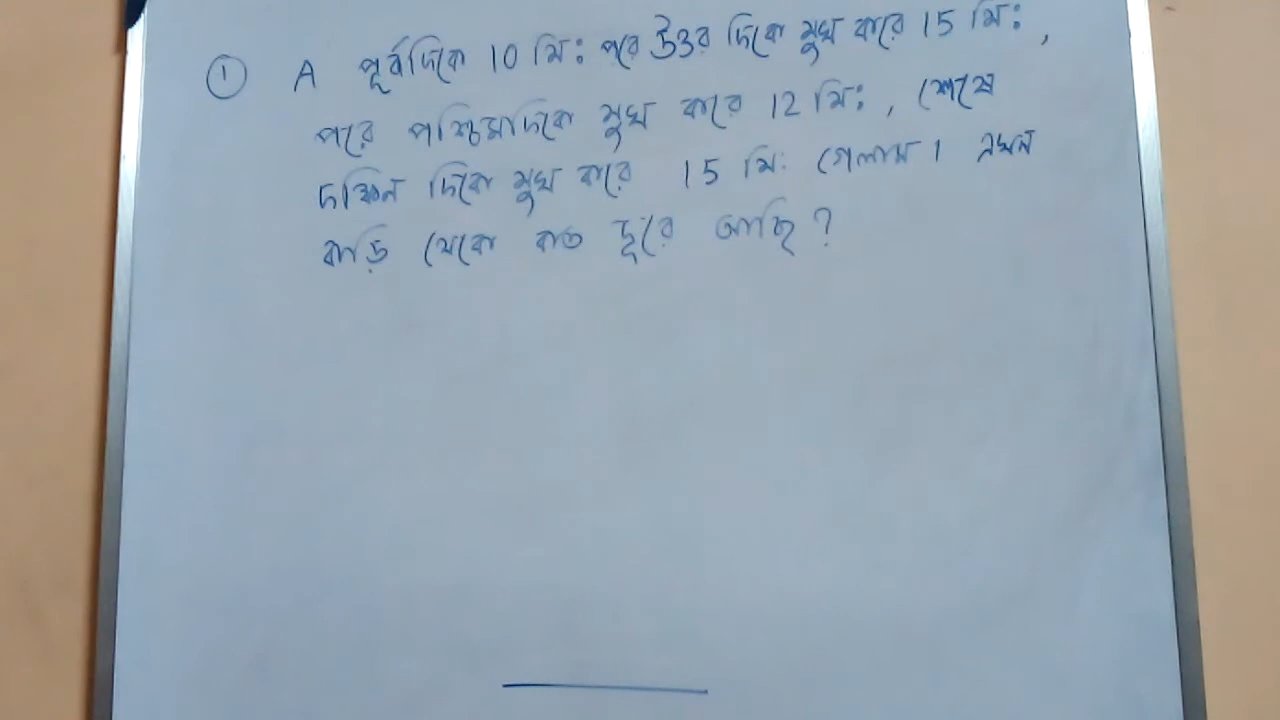 ① A পূর্বদিকে 10 মি: পরে উত্তর দিকে মুখ করে 15 মি: ,
পরে পশ্চিমদিকে মুখ করে 12 মি: , শেষে
দক্ষিন দিকে মুখ করে 15 মি: গেলাম। এখন
বাড়ি থেকে কত দূরে আছি ?